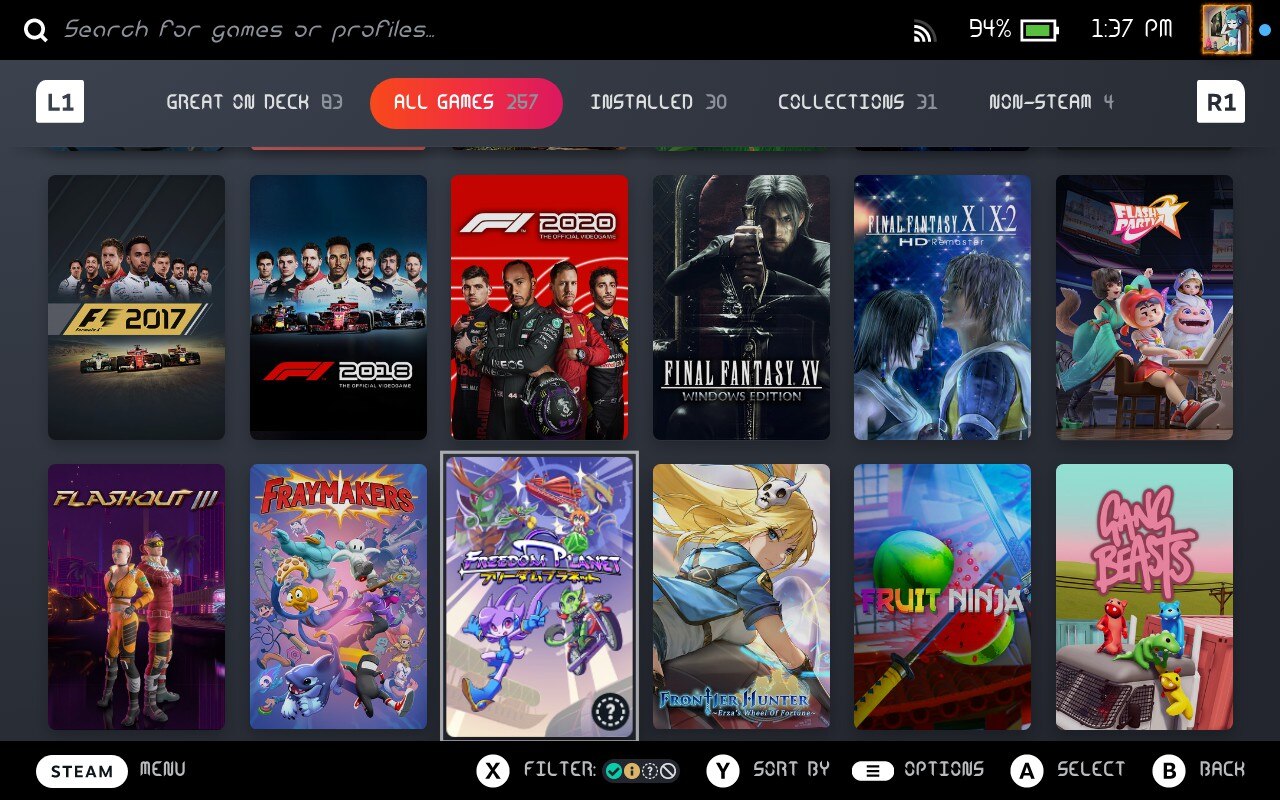 Search for games or profiles...
94%
1:37 PM
L1
GREAT ON DECK 83
ALL GAMES 257
INSTALLED 30
COLLECTIONS 31
NON-STEAM 4
R1
F1 2017
Formula 1
F1 2018
THE OFFICIAL VIDEOGAME
F1 2020
THE OFFICIAL VIDEOGAME
INEOS
44
FINAL FANTASY XV
WINDOWS EDITION
FINAL FANTASY X|X-2
HD Remaster
FLASH PARTY
FLASHOUT III
FRAYMAKERS
FREEDOM PLANET
フリーダムプラネット
?
FRONTIER HUNTER
~Erza's Wheel Of Fortune~
FRUIT NINJA
GANG
BEASTS
STEAM
MENU
X
FILTER:
Y
SORT BY
OPTIONS
A
SELECT
B
BACK